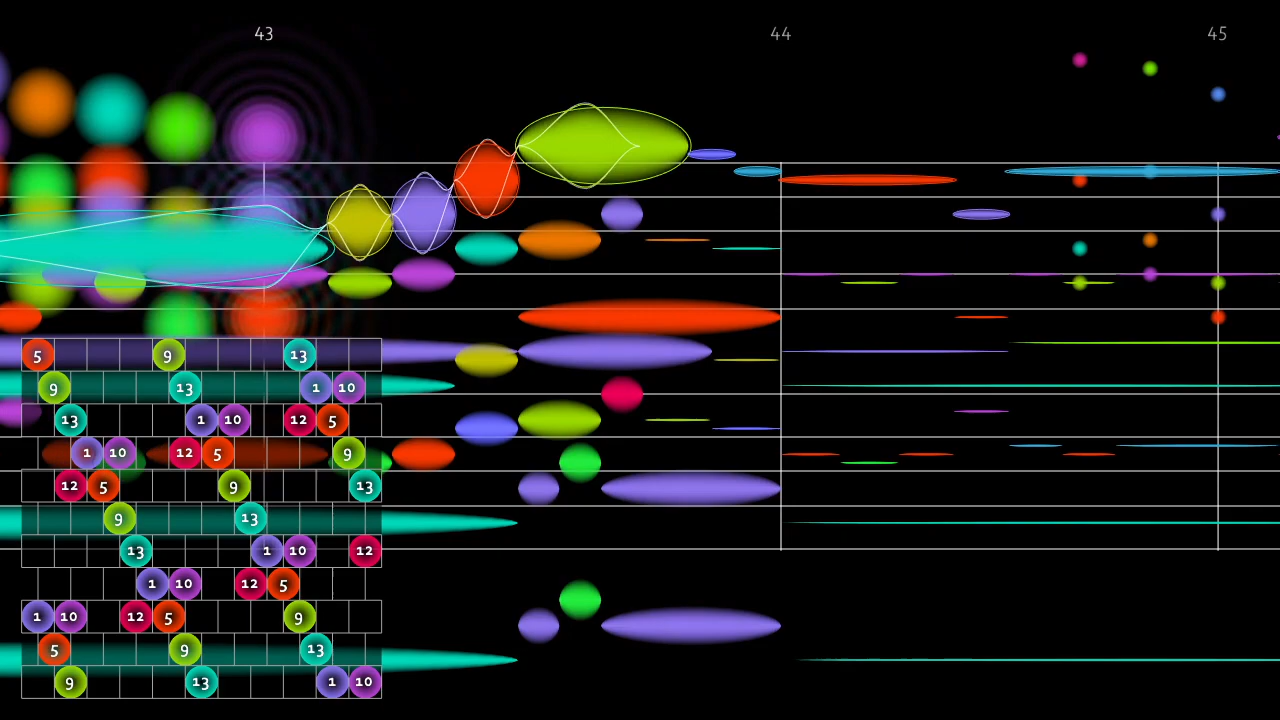 43 44 45
5 9 13
9 13 1 10
13 1 10 12 5
1 10 12 5 9
12 5 9 13
9 13
13 1 10 12
1 10 12 5
1 10 12 5 9
5 9 13
9 13 1 10